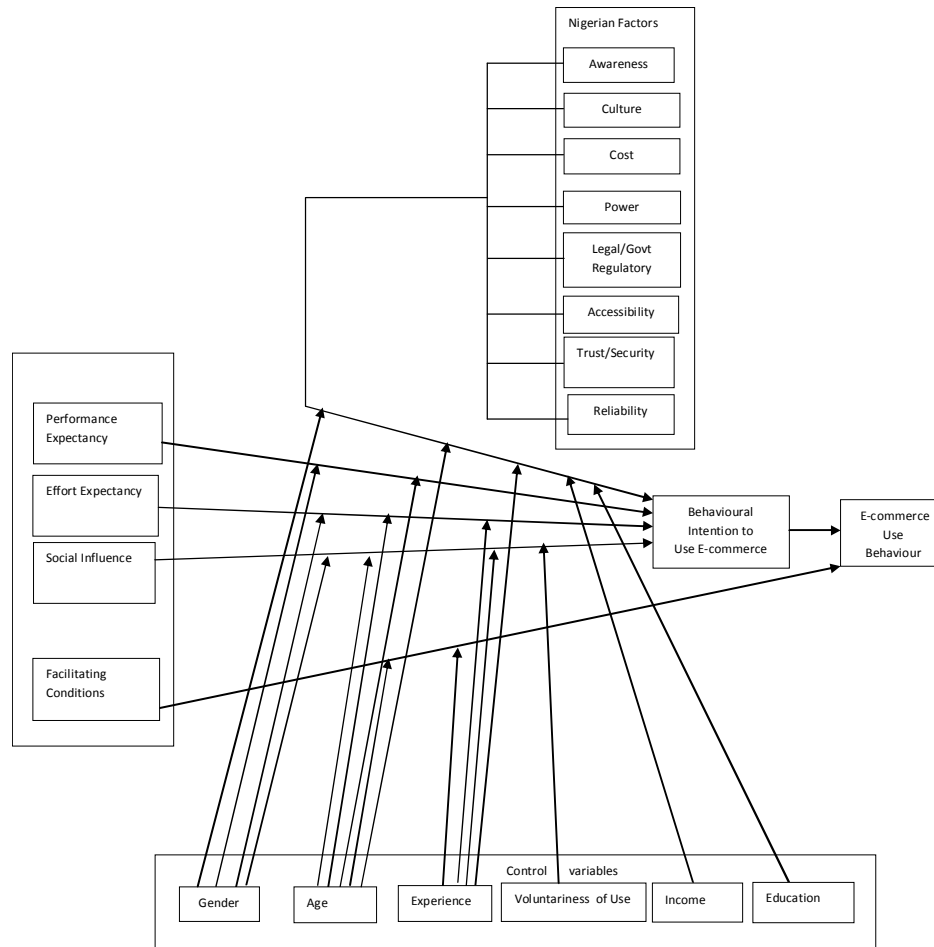 Nigerian Factors
Awareness
Culture
Cost
Power
Legal/Govt
Regulatory
Accessibility
Trust/Security
Reliability
Performance
Expectancy
Effort Expectancy
Social Influence
Facilitating
Conditions
Behavioural
Intention to
Use E-commerce
E-commerce
Use
Behaviour
Control variables
Gender
Age
Experience
Voluntariness of Use
Income
Education